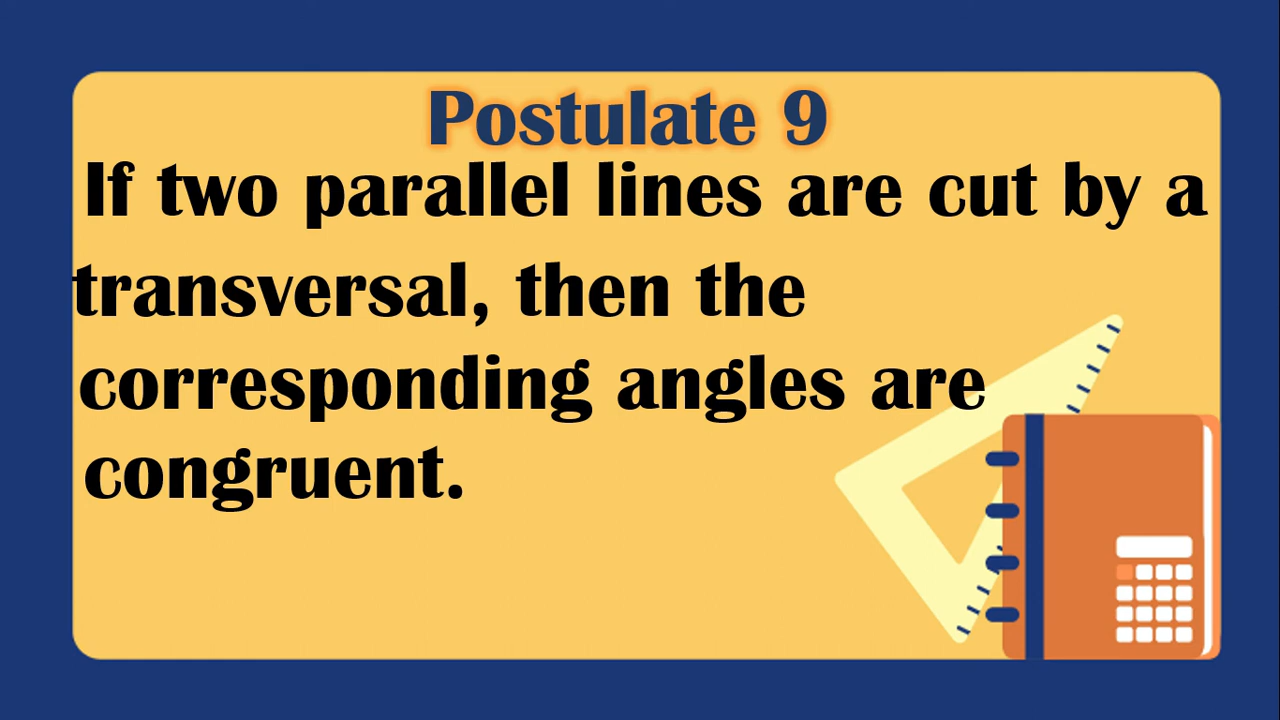 Postulate 9
If two parallel lines are cut by a
transversal, then the
corresponding angles are
congruent.